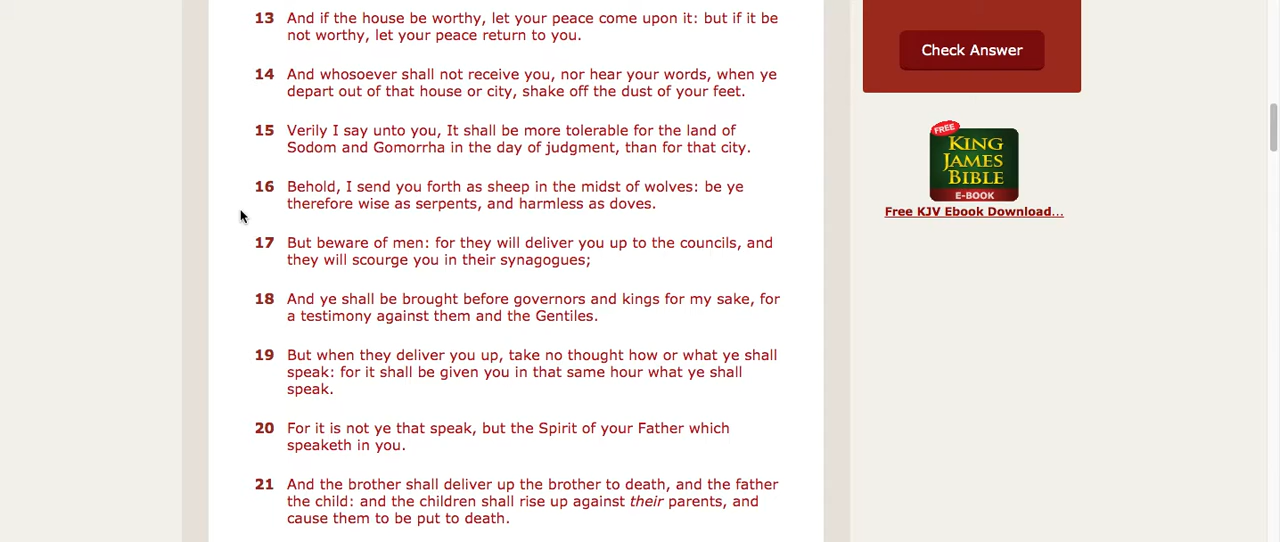 13 And if the house be worthy, let your peace come upon it: but if it be
not worthy, let your peace return to you.
14 And whosoever shall not receive you, nor hear your words, when ye
depart out of that house or city, shake off the dust of your feet.
15 Verily I say unto you, It shall be more tolerable for the land of
Sodom and Gomorrha in the day of judgment, than for that city.
16 Behold, I send you forth as sheep in the midst of wolves: be ye
therefore wise as serpents, and harmless as doves.
17 But beware of men: for they will deliver you up to the councils, and
they will scourge you in their synagogues;
18 And ye shall be brought before governors and kings for my sake, for
a testimony against them and the Gentiles.
19 But when they deliver you up, take no thought how or what ye shall
speak: for it shall be given you in that same hour what ye shall
speak.
20 For it is not ye that speak, but the Spirit of your Father which
speaketh in you.
21 And the brother shall deliver up the brother to death, and the father
the child: and the children shall rise up against their parents, and
cause them to be put to death.
Check Answer
FREE
KING
JAMES
BIBLE
E-BOOK
Free KJV Ebook Download...